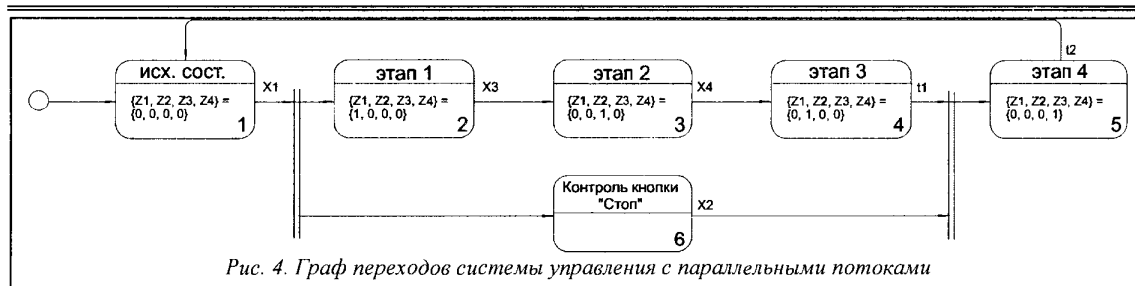 t2
исх. сост.
{Z1, Z2, Z3, Z4} =
{0, 0, 0, 0}
1
X1
этап 1
{Z1, Z2, Z3, Z4} =
{1, 0, 0, 0}
2
X3
этап 2
{Z1, Z2, Z3, Z4} =
{0, 0, 1, 0}
3
X4
этап 3
{Z1, Z2, Z3, Z4} =
{0, 1, 0, 0}
4
t1
этап 4
{Z1, Z2, Z3, Z4} =
{0, 0, 0, 1}
5
Контроль кнопки
"Стоп"
6
X2
Рис. 4. Граф переходов системы управления с параллельными потоками